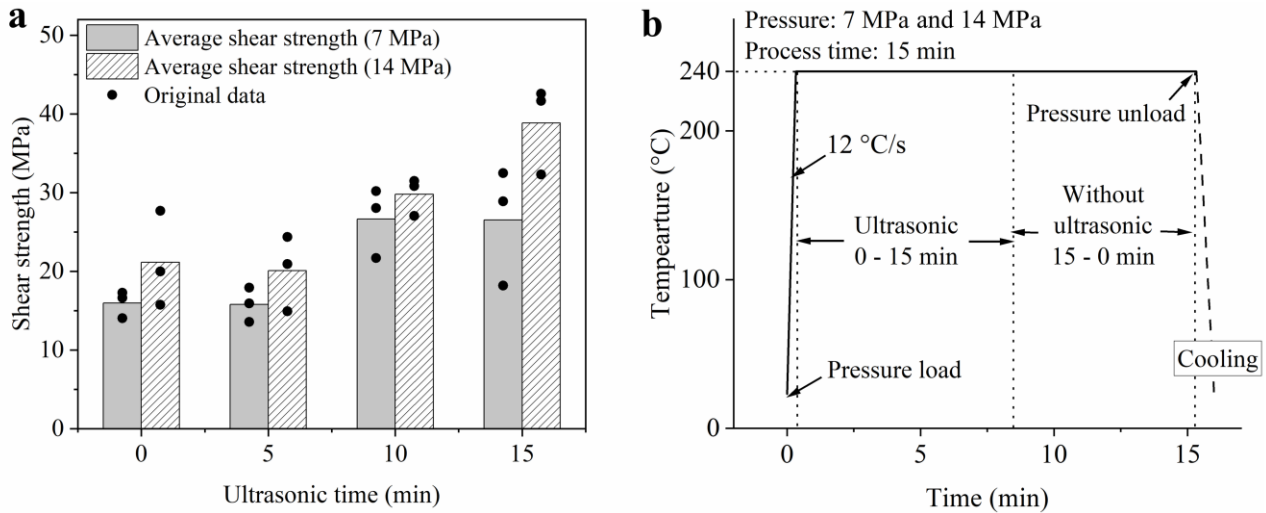 a
Average shear strength (7 MPa)
Average shear strength (14 MPa)
Original data
50
40
30
20
10
0
Shear strength (MPa)
0
5
10
15
Ultrasonic time (min)
b
Pressure: 7 MPa and 14 MPa
Process time: 15 min
240
200
100
0
Tempearture (°C)
Pressure unload
12 °C/s
Ultrasonic
0 - 15 min
Without
ultrasonic
15 - 0 min
Cooling
Pressure load
0
5
10
15
Time (min)